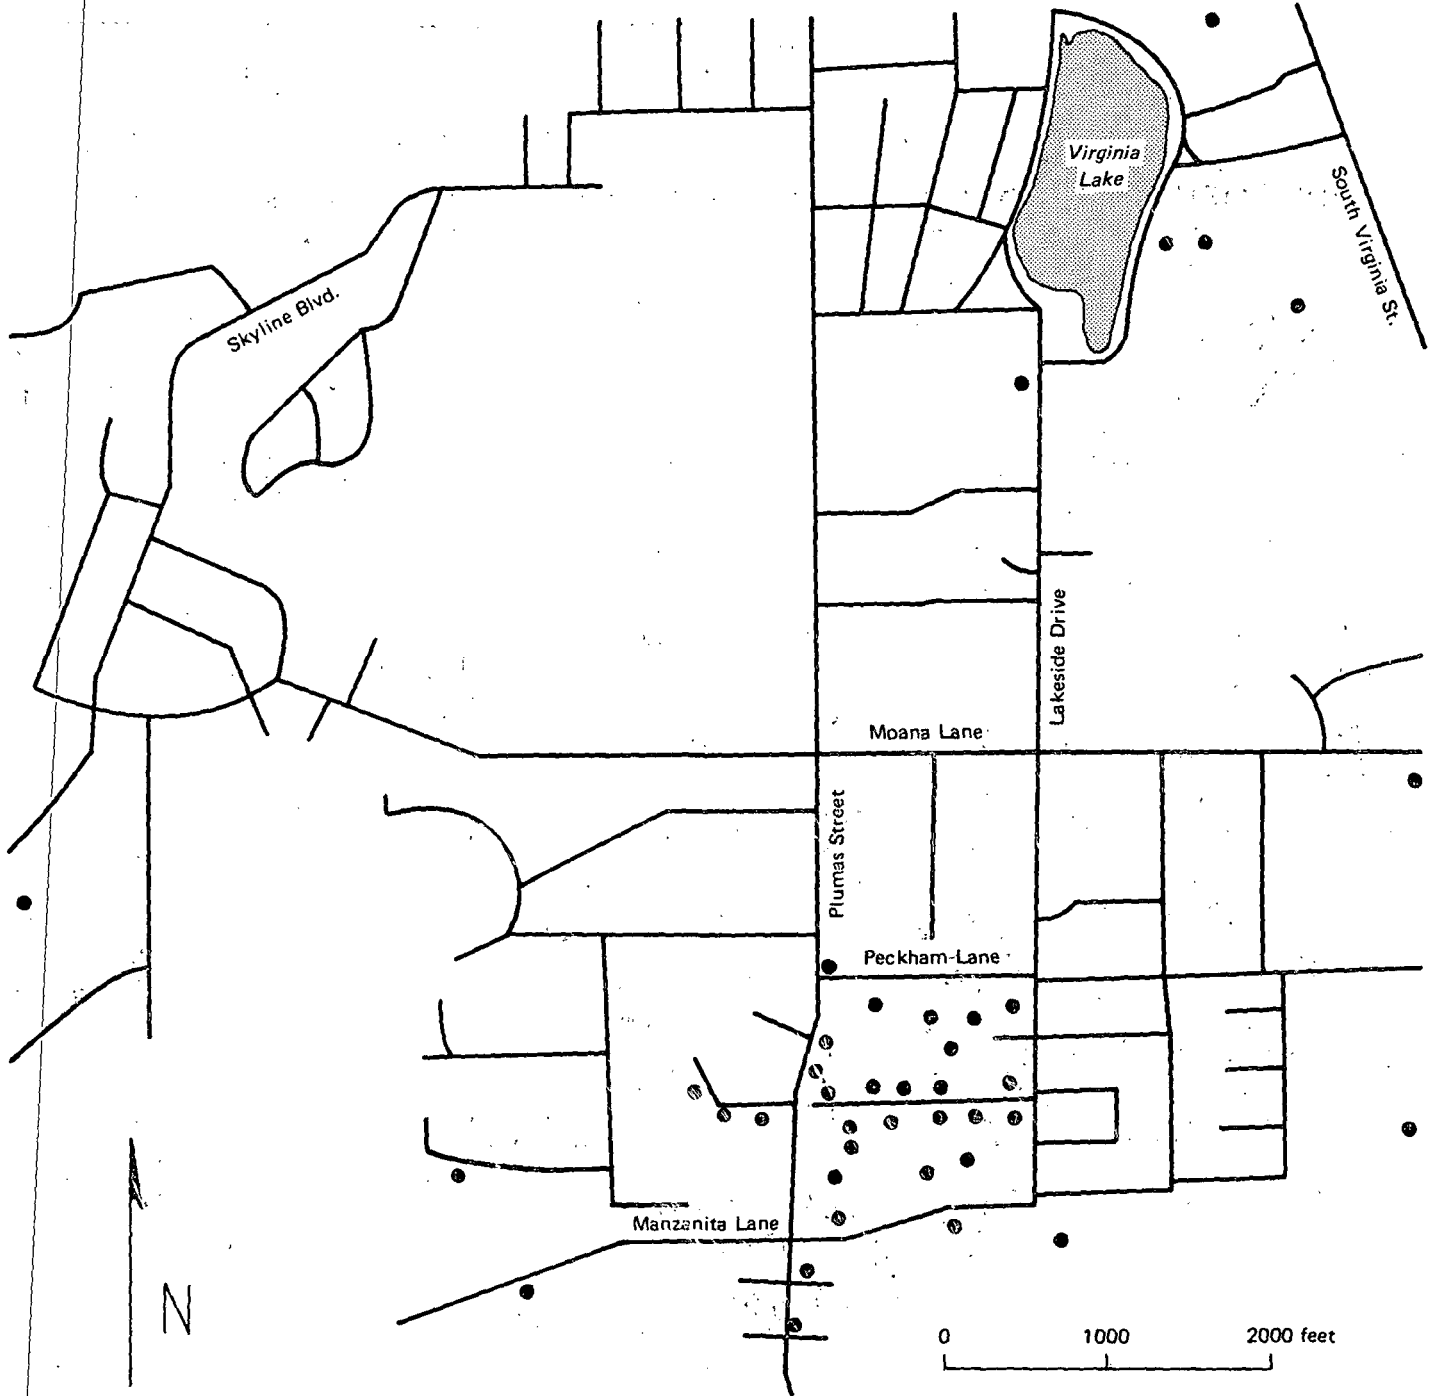 Virginia
Lake
South Virginia St.
Skyline Blvd.
Lakeside Drive
Moana Lane
Plumas Street
Peckham-Lane
Manzanita Lane
N
0 1000 2000 feet